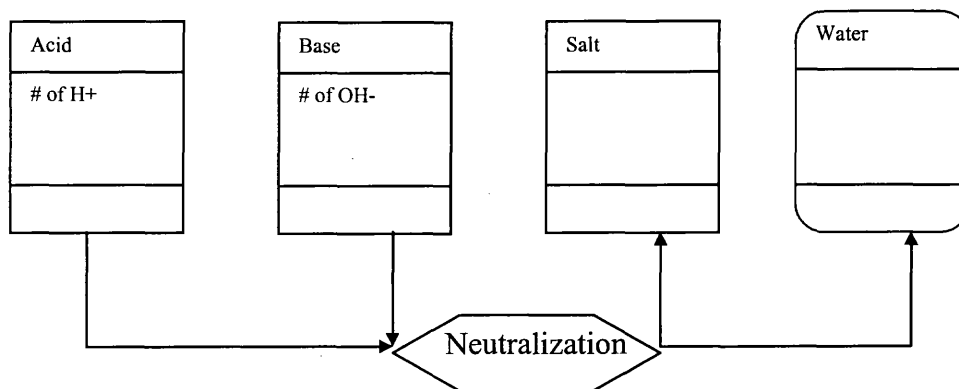 Acid
Base
Salt
Water
# of H+
# of OH-
Neutralization